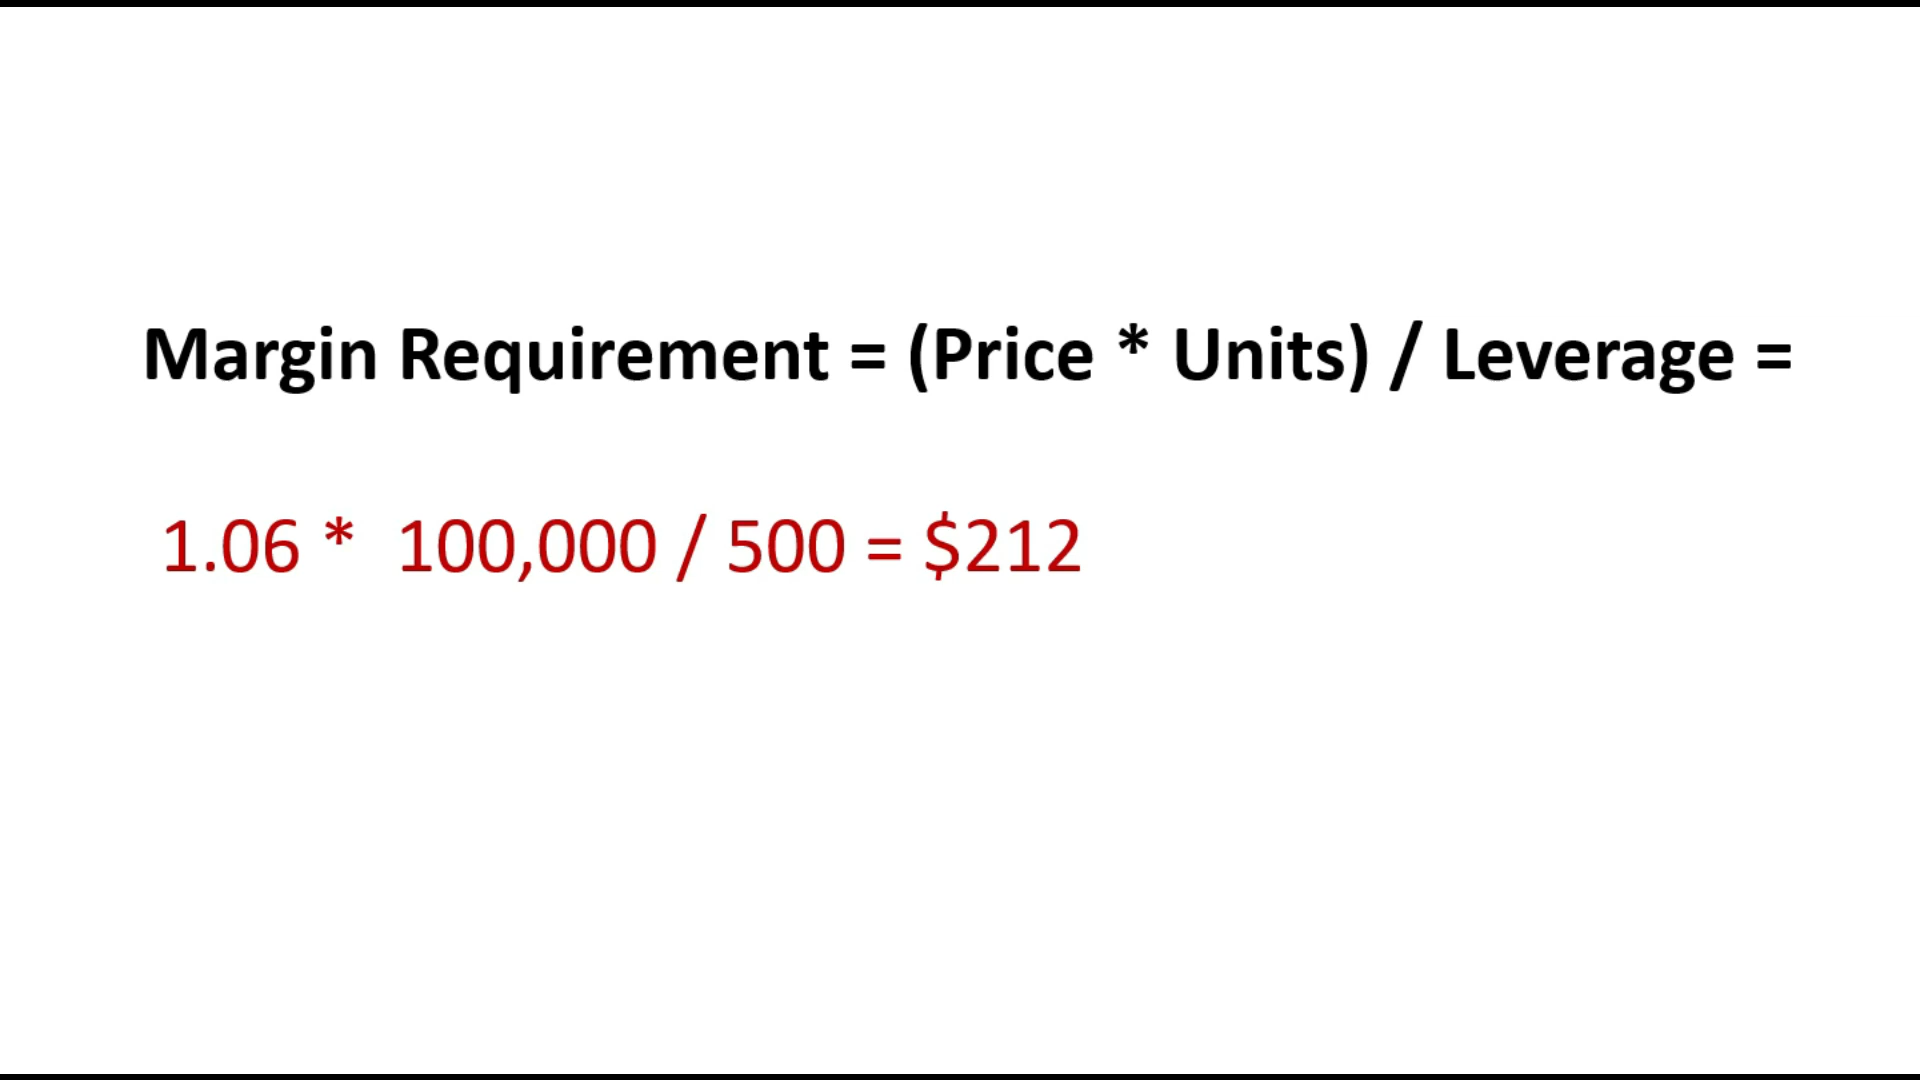 Margin Requirement = (Price * Units) / Leverage =
1.06 * 100,000 / 500 = $212